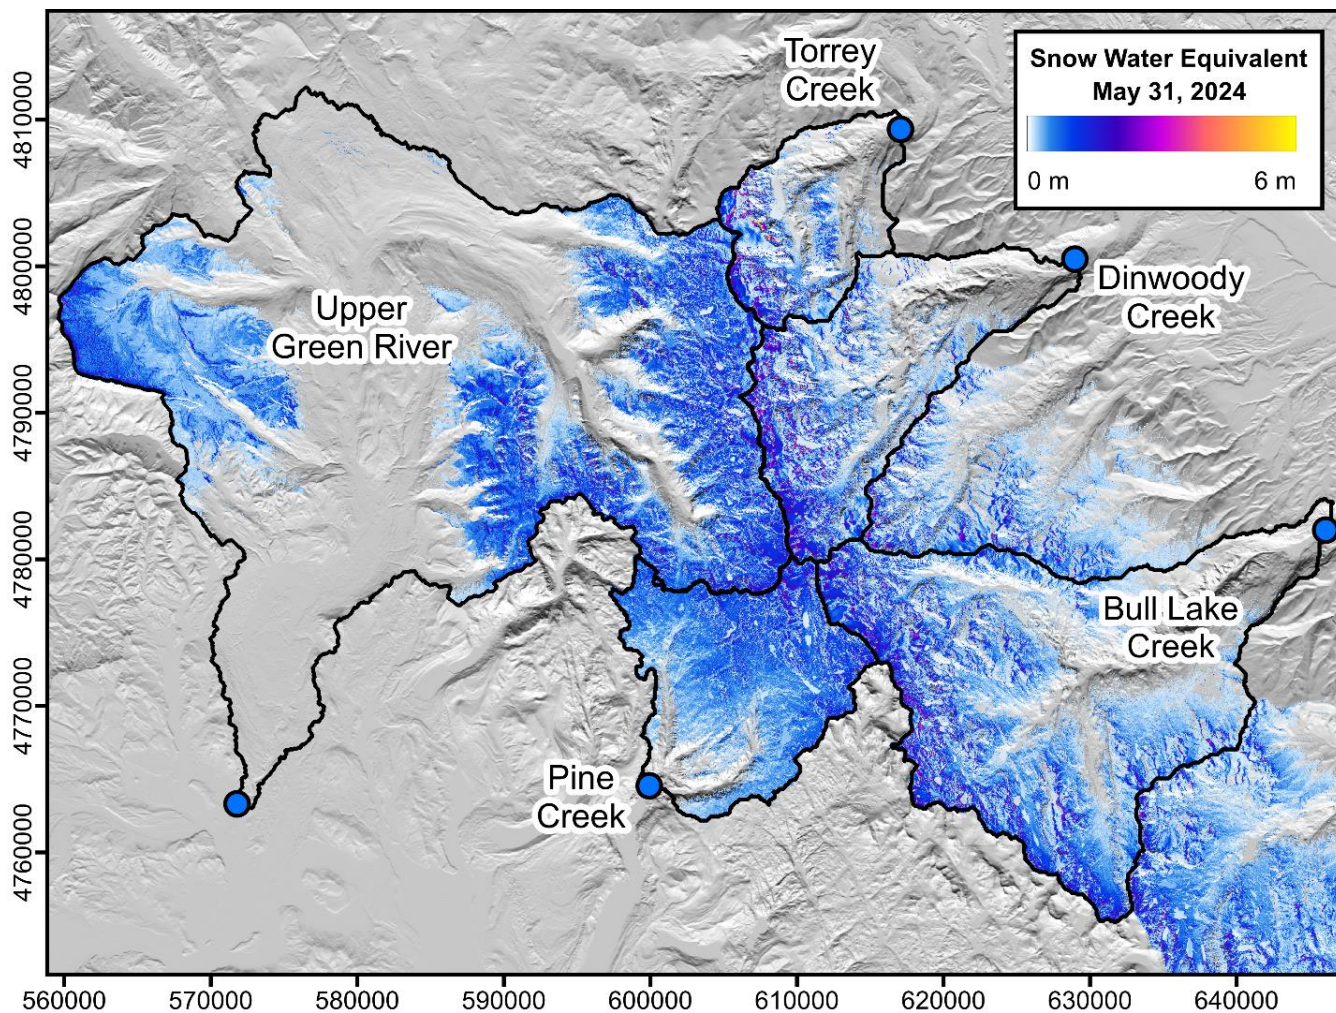 Snow Water Equivalent
May 31, 2024
0 m 6 m
Torrey
Creek
Dinwoody
Creek
Upper
Green River
Bull Lake
Creek
Pine
Creek
4810000
4800000
4790000
4780000
4770000
4760000
560000 570000 580000 590000 600000 610000 620000 630000 640000